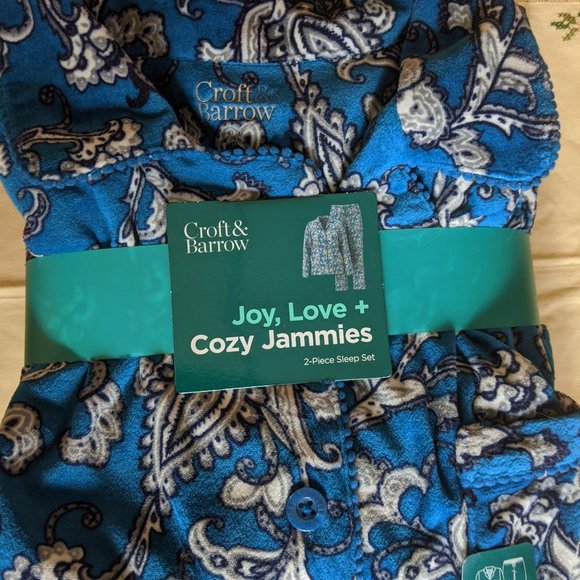 Croft&
Barrow
Croft&
Barrow
Joy, Love +
Cozy Jammies
2-Piece Sleep Set